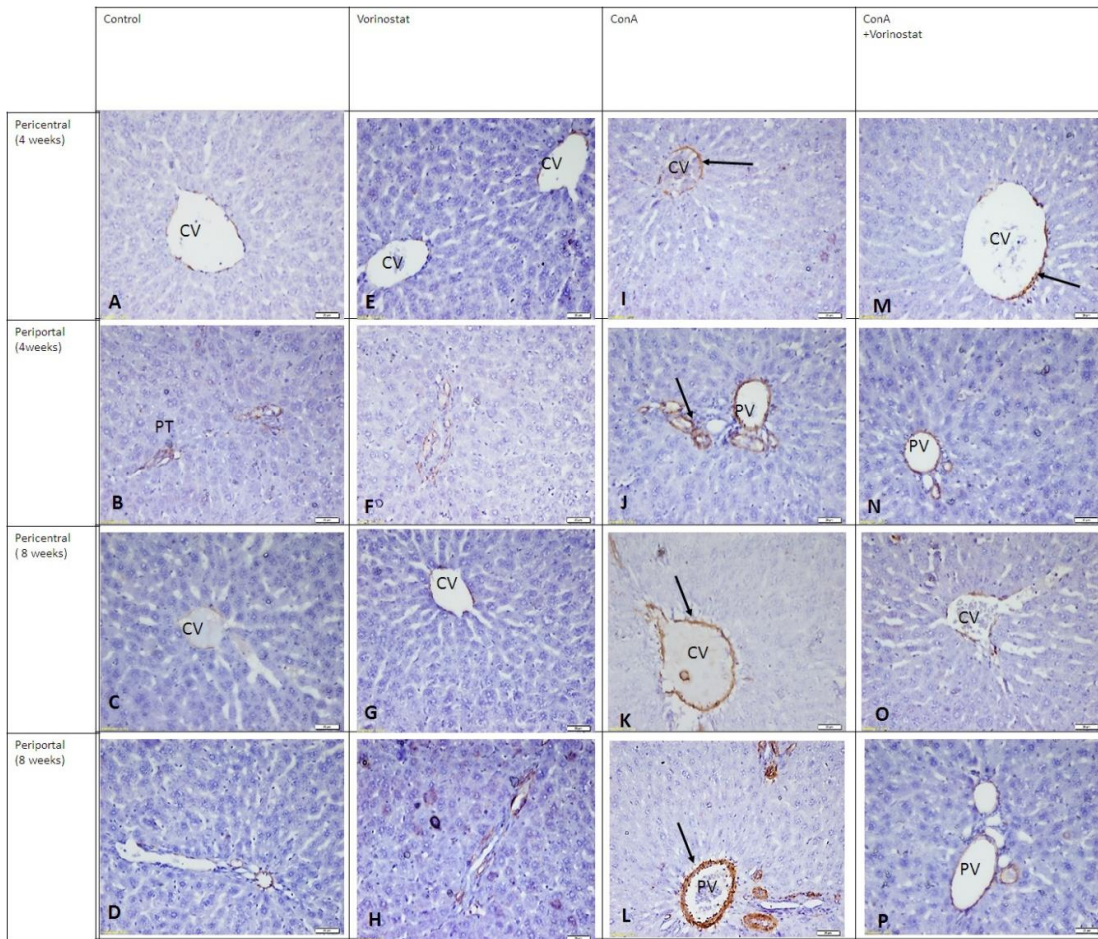 Control
Vorinostat
ConA
ConA
+Vorinostat
Pericentral
(4 weeks)
CV
A
CV
CV
E
CV
I
CV
M
Periportal
(4weeks)
PT
B
F
PV
J
PV
N
Pericentral
( 8 weeks)
CV
C
CV
G
CV
K
CV
O
Periportal
(8 weeks)
D
H
PV
L
PV
P